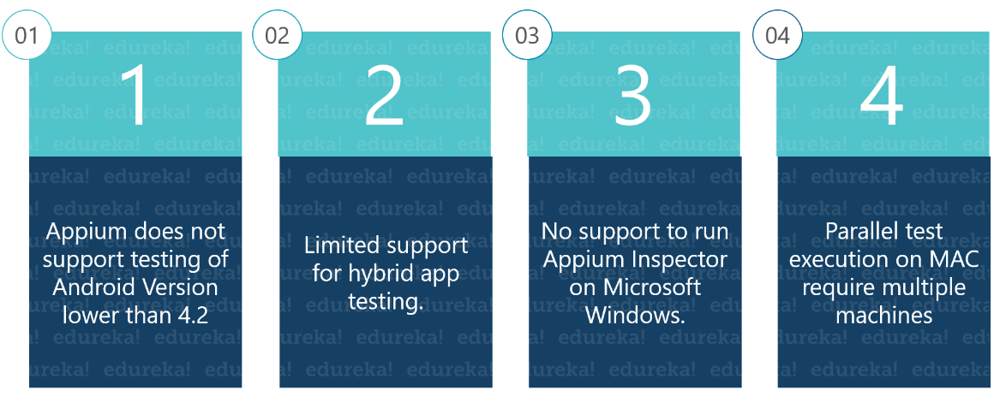 01
1
Appium does not
support testing of
Android Version
lower than 4.2
02
2
Limited support
for hybrid app
testing.
03
3
No support to run
Appium Inspector
on Microsoft
Windows.
04
4
Parallel test
execution on MAC
require multiple
machines
edureka!